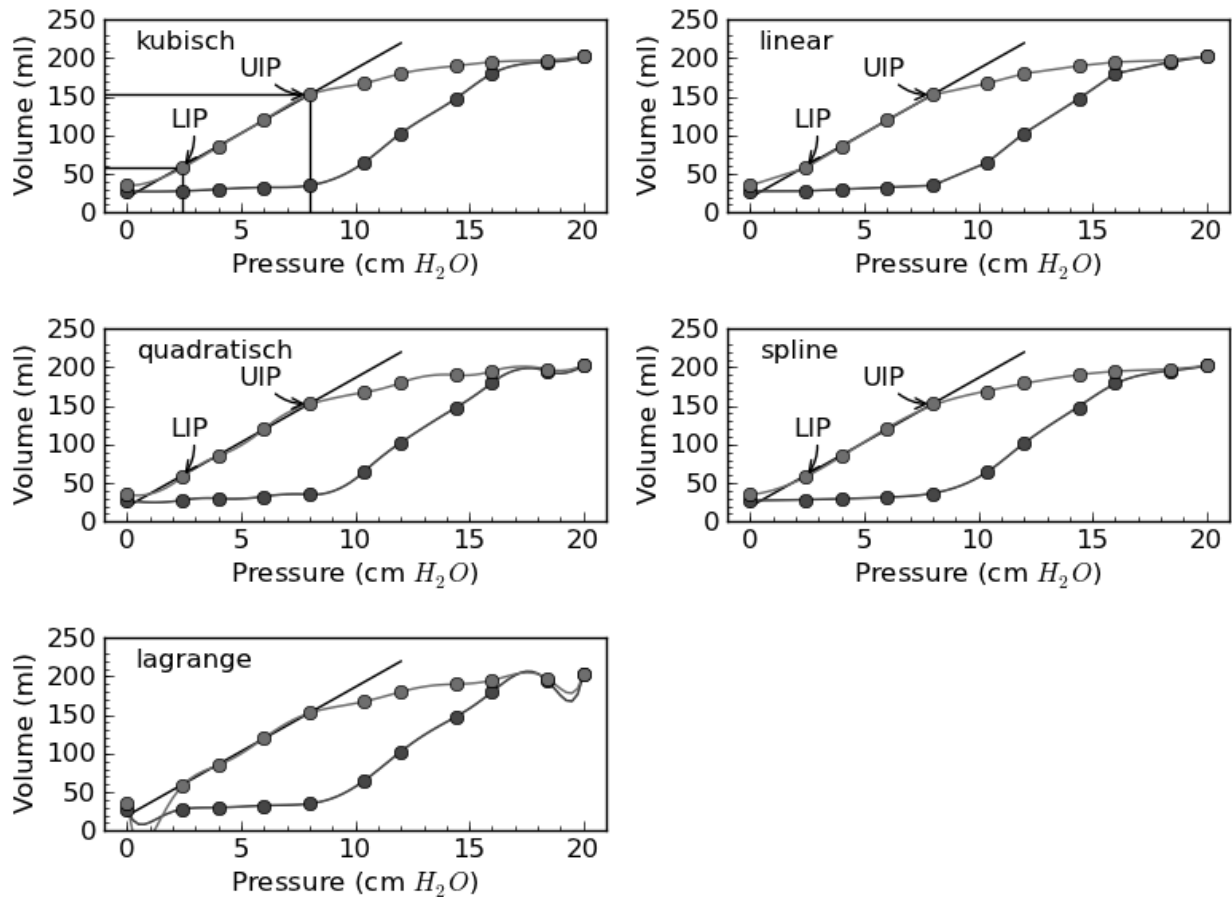 kubisch
UIP
LIP
250
200
150
100
50
0
Volume (ml)
0 5 10 15 20
Pressure (cm H₂O)
linear
UIP
LIP
250
200
150
100
50
0
Volume (ml)
0 5 10 15 20
Pressure (cm H₂O)
quadratisch
UIP
LIP
250
200
150
100
50
0
Volume (ml)
0 5 10 15 20
Pressure (cm H₂O)
spline
UIP
LIP
250
200
150
100
50
0
Volume (ml)
0 5 10 15 20
Pressure (cm H₂O)
lagrange
250
200
150
100
50
0
Volume (ml)
0 5 10 15 20
Pressure (cm H₂O)